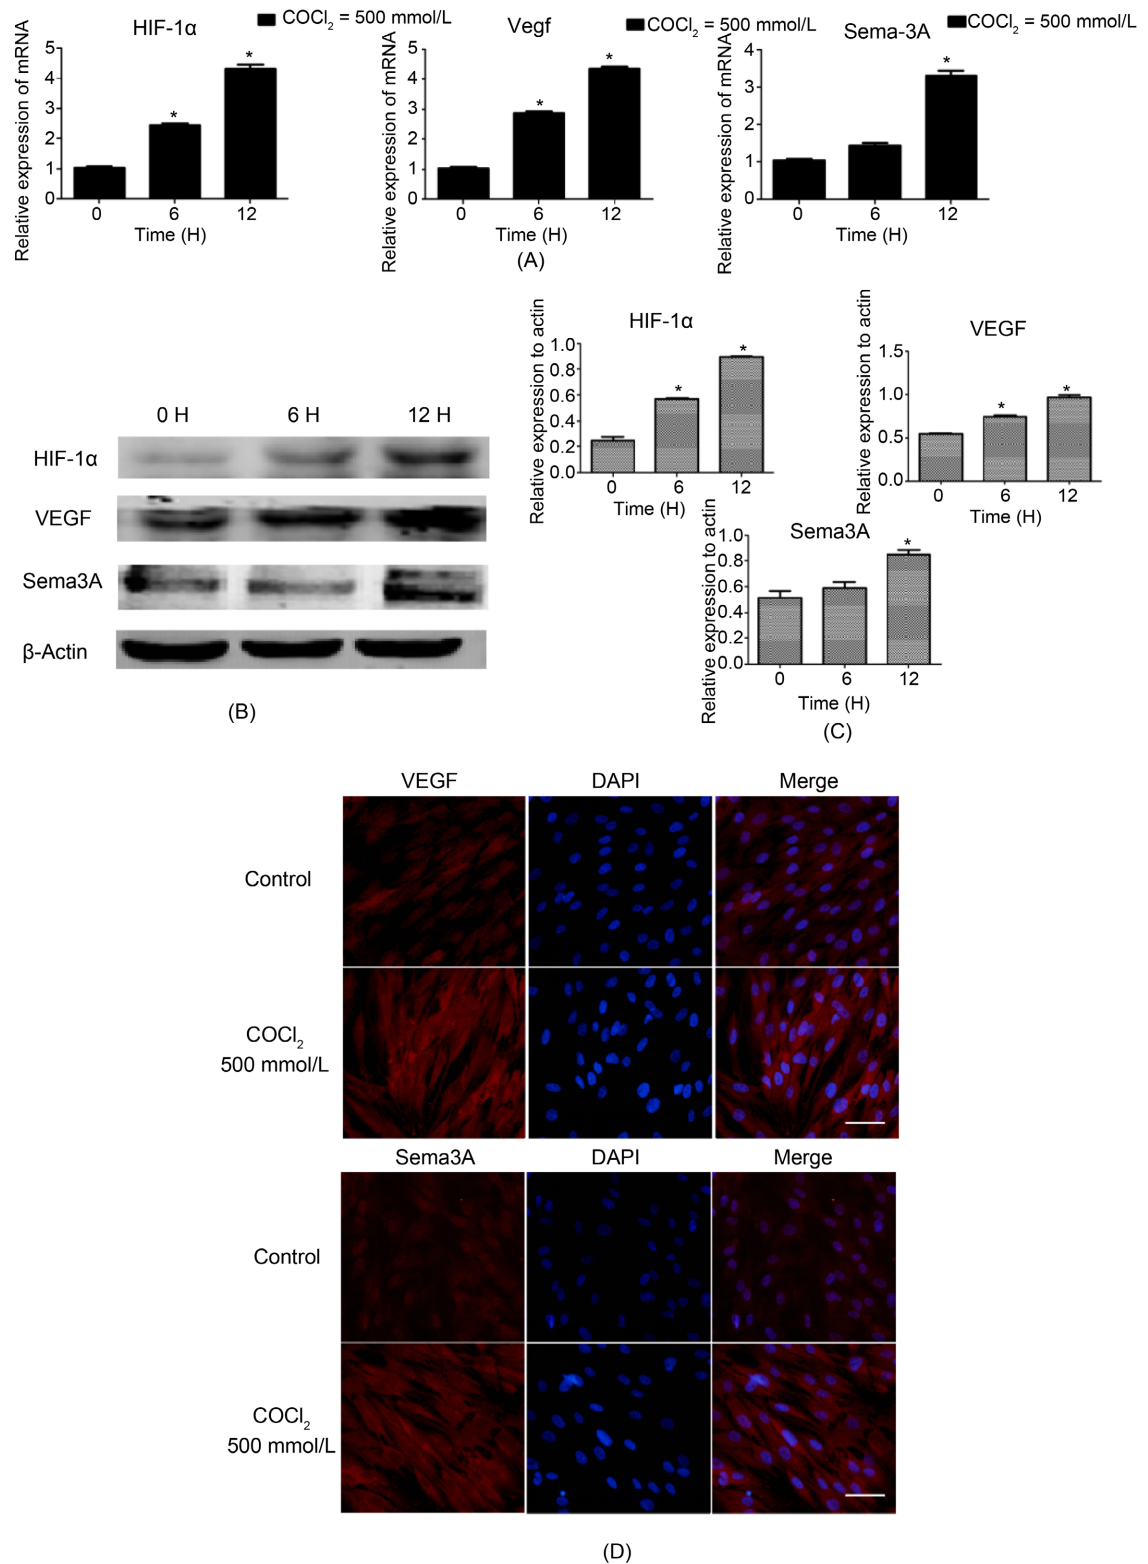 HIF-1α
COCl2 = 500 mmol/L
Relative expression of mRNA
5
4
3
2
1
0
0 6 12
* *
Time (H)
Vegf
COCl2 = 500 mmol/L
Relative expression of mRNA
5
4
3
2
1
0
0 6 12
* *
Time (H)
Sema-3A
COCl2 = 500 mmol/L
Relative expression of mRNA
4
3
2
1
0
0 6 12
*
Time (H)
(A)
0 H 6 H 12 H
HIF-1α
VEGF
Sema3A
β-Actin
(B)
HIF-1α
Relative expression to actin
1.0
0.8
0.6
0.4
0.2
0.0
0 6 12
* *
Time (H)
VEGF
Relative expression to actin
1.5
1.0
0.5
0.0
0 6 12
* *
Time (H)
Sema3A
Relative expression to actin
1.0
0.8
0.6
0.4
0.2
0.0
0 6 12
*
Time (H)
(C)
VEGF DAPI Merge
Control
COCl2
500 mmol/L
Sema3A DAPI Merge
Control
COCl2
500 mmol/L
(D)